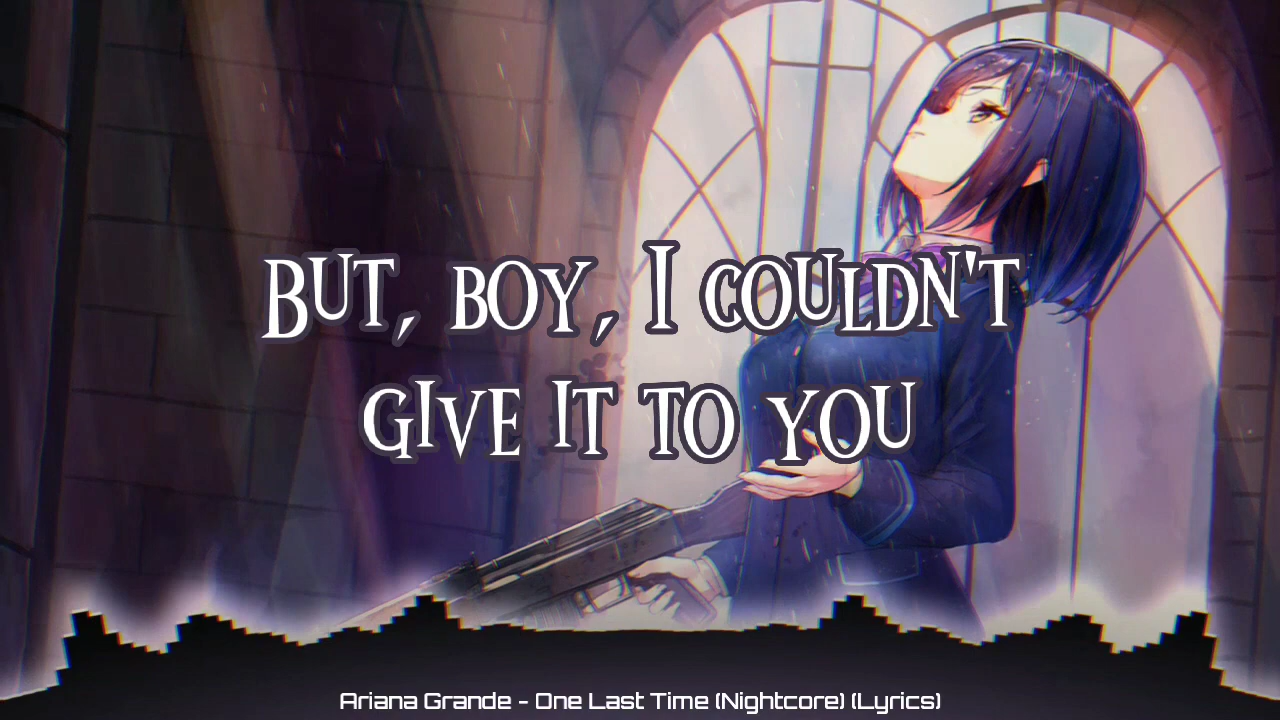 BUT, BOY, I COULDN'T
GIVE IT TO YOU
Ariana Grande - One Last Time (Nightcore) (Lyrics)